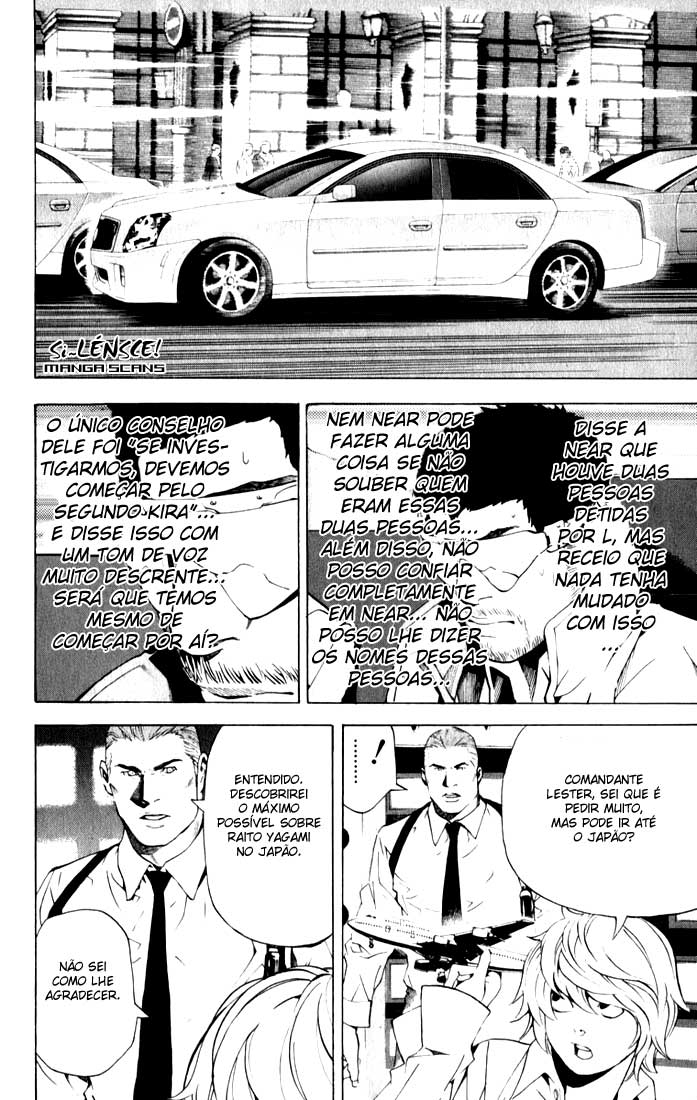 Si-LÉNSCE!
MANGA SCANS
DISSE A
NEAR QUE
HOUVE DUAS
PESSOAS
DETIDAS
POR L, MAS
RECEIO QUE
NADA TENHA
MUDADO
COM ISSO
...
NEM NEAR PODE
FAZER ALGUMA
COISA SE NÃO
SOUBER QUEM
ERAM ESSAS
DUAS PESSOAS...
ALÉM DISSO, NÃO
POSSO CONFIAR
COMPLETAMENTE
EM NEAR... NÃO
POSSO LHE DIZER
OS NOMES DESSAS
PESSOAS...
O ÚNICO CONSELHO
DELE FOI "SE INVES-
TIGARMOS, DEVEMOS
COMEÇAR PELO
SEGUNDO KIRA"...
E DISSE ISSO COM
UM TOM DE VOZ
MUITO DESCRENTE...
SERÁ QUE TEMOS
MESMO DE
COMEÇAR POR AÍ?
COMANDANTE
LESTER, SEI QUE É
PEDIR MUITO,
MAS PODE IR ATÉ
O JAPÃO?
......!
ENTENDIDO.
DESCOBRIREI
O MÁXIMO
POSSÍVEL SOBRE
RAITO YAGAMI
NO JAPÃO.
NÃO SEI
COMO LHE
AGRADECER.